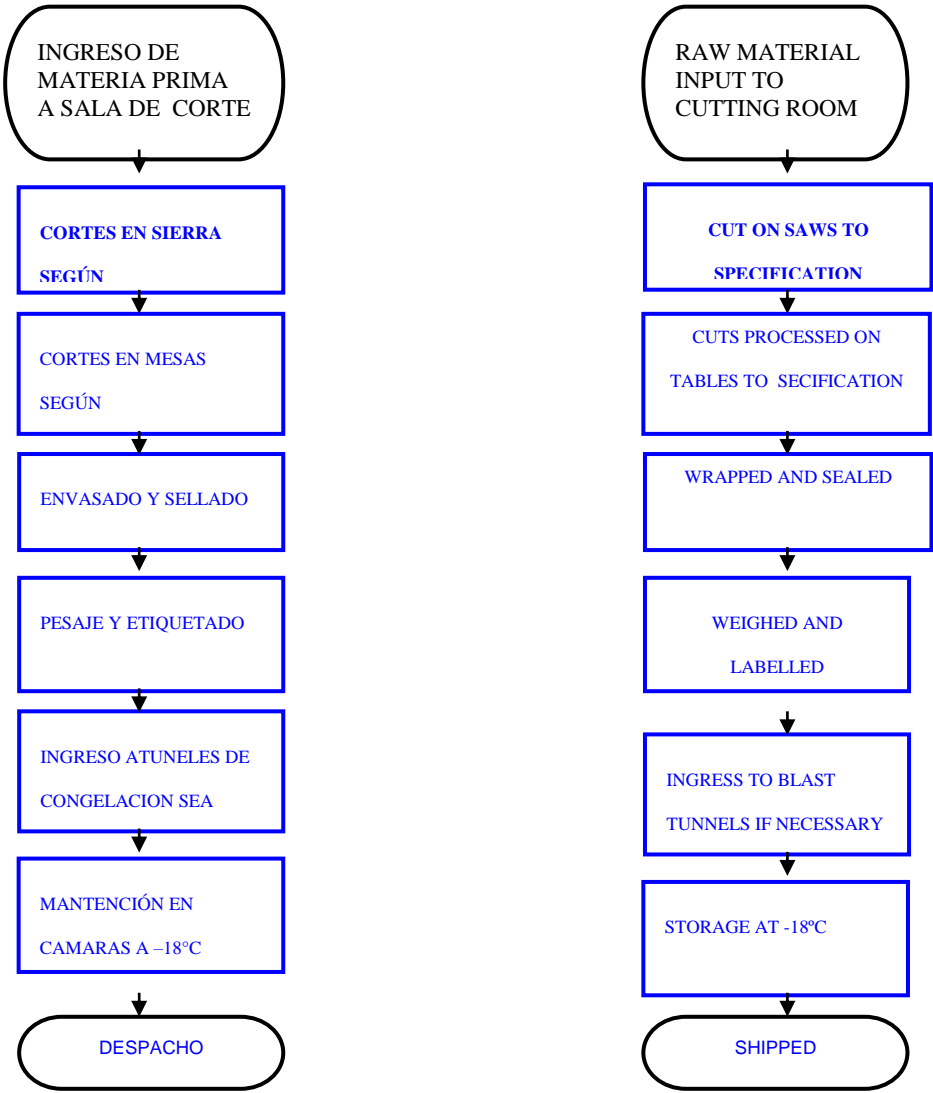 INGRESO DE
MATERIA PRIMA
A SALA DE CORTE
CORTES EN SIERRA
SEGÚN
CORTES EN MESAS
SEGÚN
ENVASADO Y SELLADO
PESAJE Y ETIQUETADO
INGRESO ATUNELES DE
CONGELACION SEA
MANTENCIÓN EN
CAMARAS A –18°C
DESPACHO
RAW MATERIAL
INPUT TO
CUTTING ROOM
CUT ON SAWS TO
SPECIFICATION
CUTS PROCESSED ON
TABLES TO SECIFICATION
WRAPPED AND SEALED
WEIGHED AND
LABELLED
INGRESS TO BLAST
TUNNELS IF NECESSARY
STORAGE AT -18ºC
SHIPPED